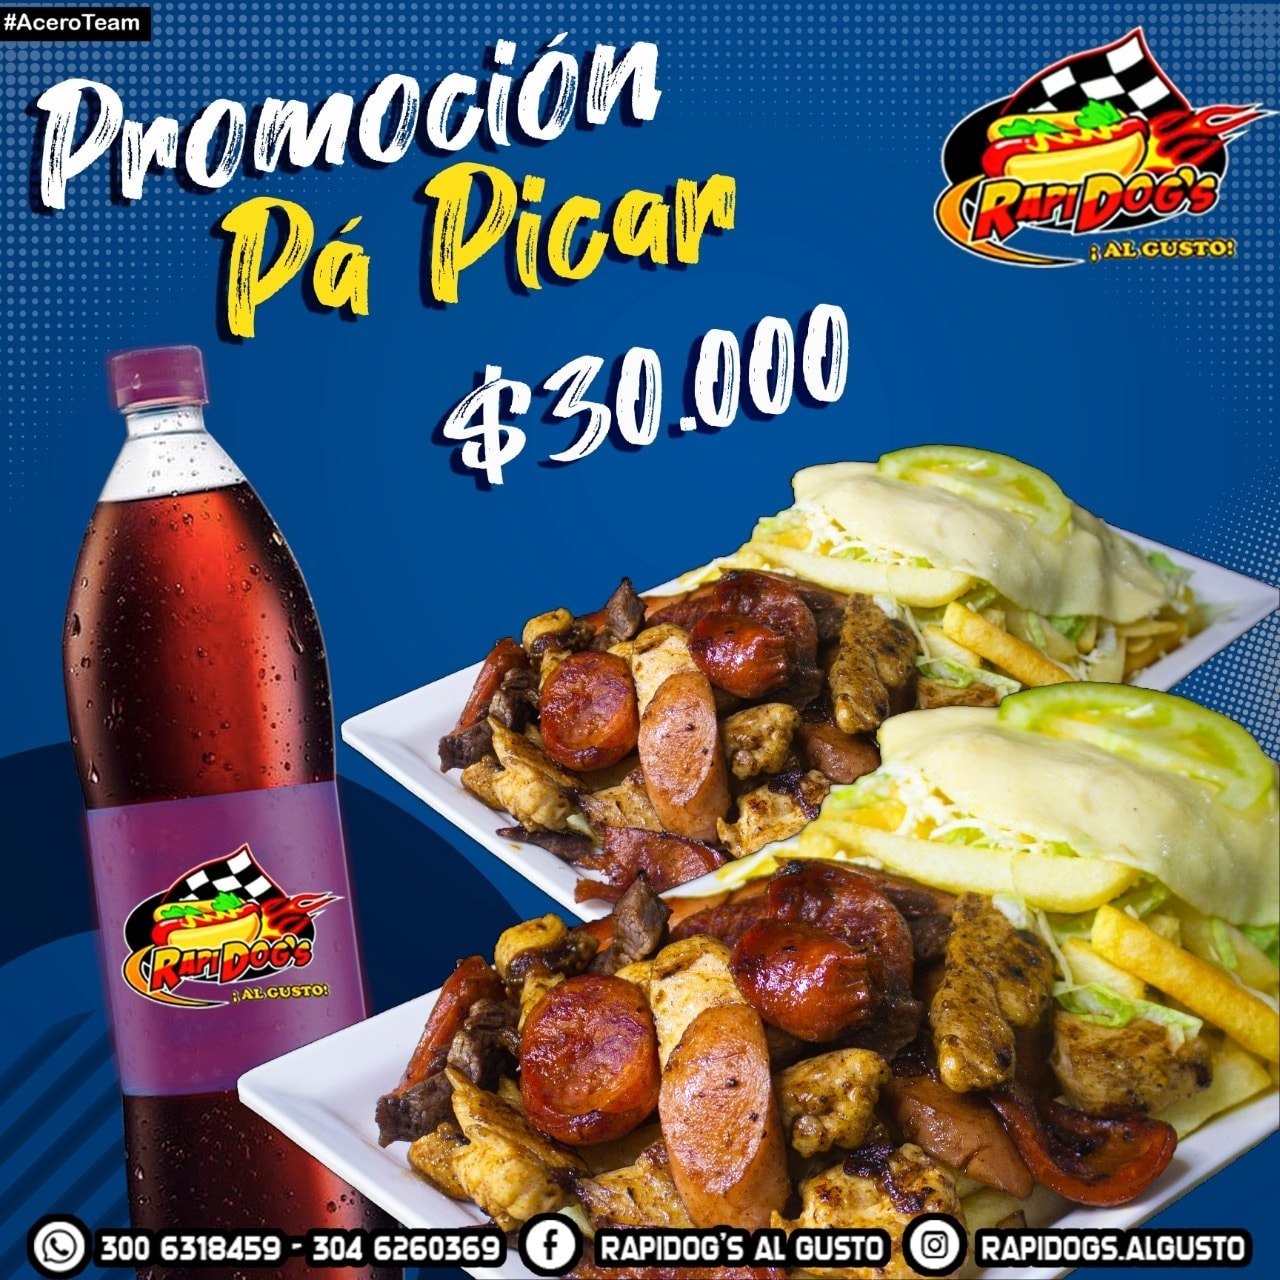 #AceroTeam
Promoción
Pá Picar
$30.000
RAPIDOG'S
¡AL GUSTO!
RAPIDOG'S
¡AL GUSTO!
300 6318459 - 304 6260369 RAPIDOG'S AL GUSTO RAPIDOGS.ALGUSTO